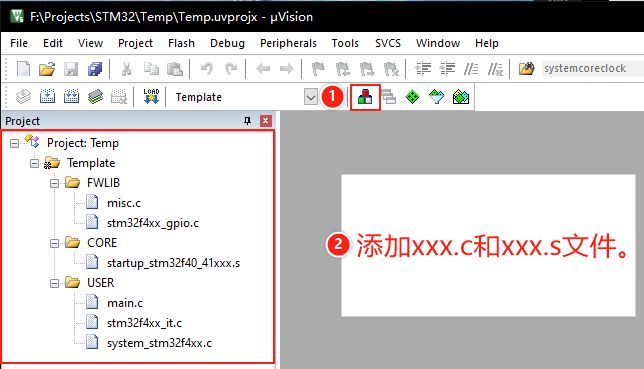 F:\Projects\STM32\Temp\Temp.uvprojx - µVision
File Edit View Project Flash Debug Peripherals Tools SVCS Window Help
systemcoreclock
LOAD Template 1
Project
Project: Temp
Template
FWLIB
misc.c
stm32f4xx_gpio.c
CORE
startup_stm32f40_41xxx.s
USER
main.c
stm32f4xx_it.c
system_stm32f4xx.c
2 添加xxx.c和xxx.s文件。